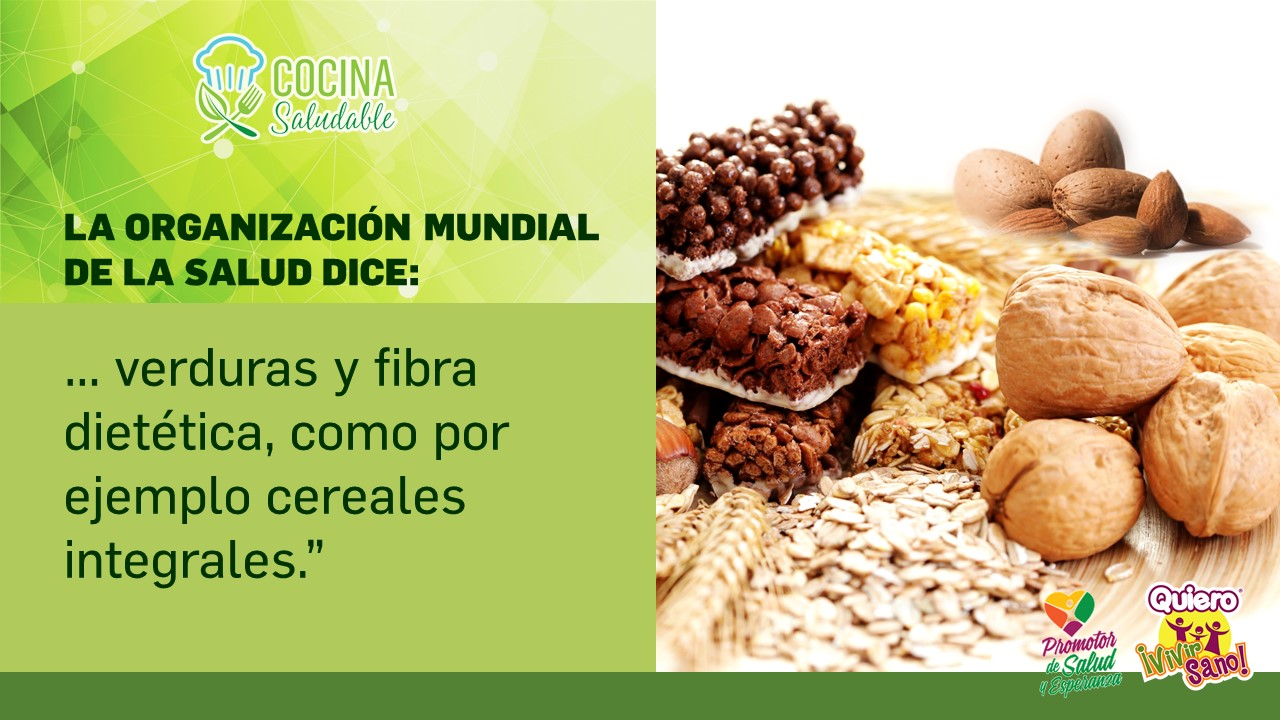 COCINA
Saludable
LA ORGANIZACIÓN MUNDIAL
DE LA SALUD DICE:
... verduras y fibra
dietética, como por
ejemplo cereales
integrales.”
Promotor
de Salud
y Esperanza
Quiero
¡ViVir
Sano!